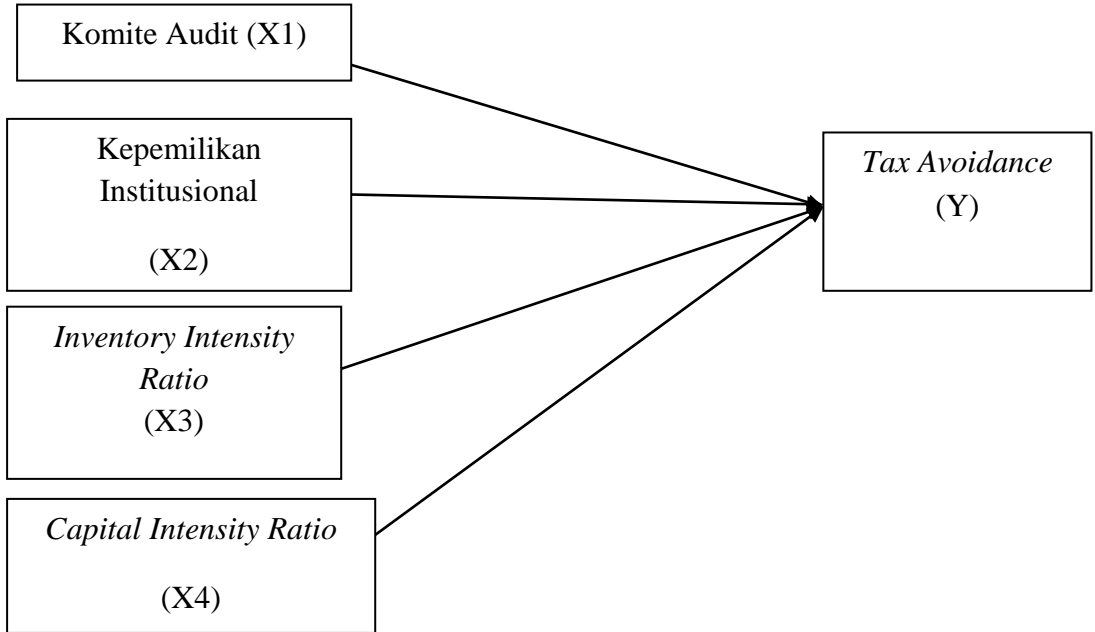 Komite Audit (X1)
Kepemilikan
Institusional
(X2)
Inventory Intensity
Ratio
(X3)
Capital Intensity Ratio
(X4)
Tax Avoidance
(Y)